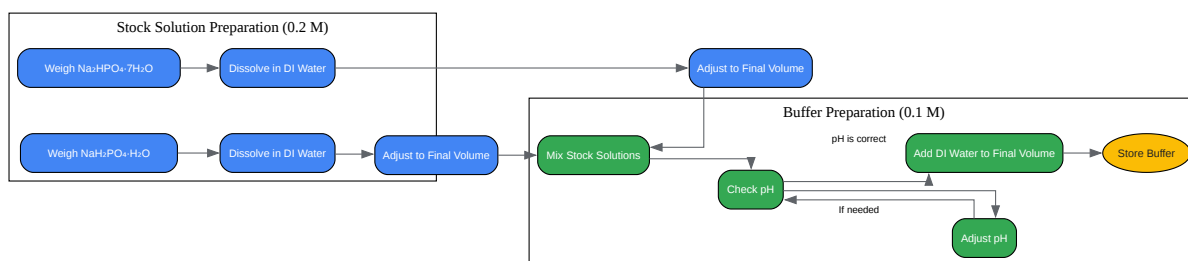 Stock Solution Preparation (0.2 M)
Weigh Na₂HPO₄·7H₂O
Dissolve in DI Water
Adjust to Final Volume
Weigh NaH₂PO₄·H₂O
Dissolve in DI Water
Adjust to Final Volume
Buffer Preparation (0.1 M)
Mix Stock Solutions
pH is correct
Add DI Water to Final Volume
Store Buffer
Check pH
If needed
Adjust pH